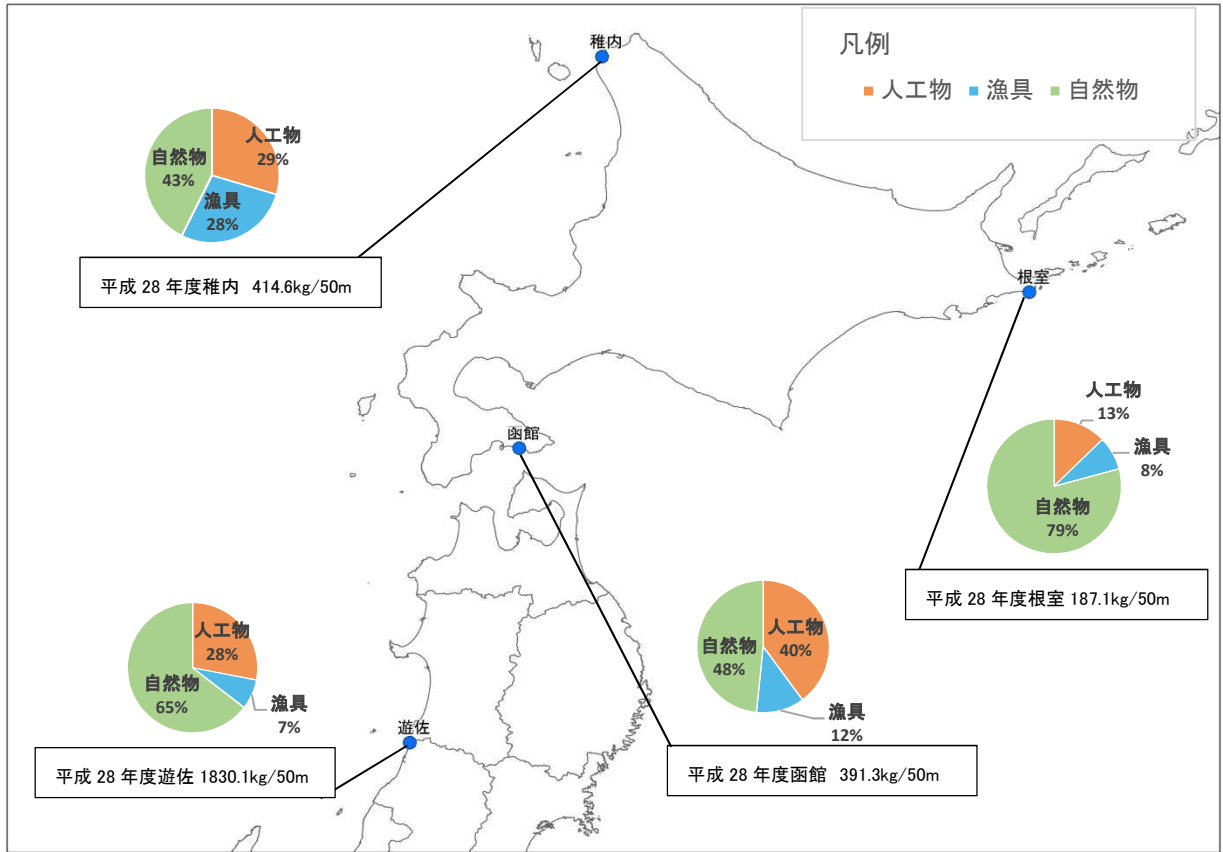 凡例
人工物 漁具 自然物
稚内
人工物
29%
自然物
43%
漁具
28%
平成 28 年度稚内 414.6kg/50m
根室
人工物
13%
漁具
8%
自然物
79%
平成 28 年度根室 187.1kg/50m
函館
人工物
40%
自然物
48%
漁具
12%
平成 28 年度函館 391.3kg/50m
人工物
28%
自然物
65%
漁具
7%
遊佐
平成 28 年度遊佐 1830.1kg/50m